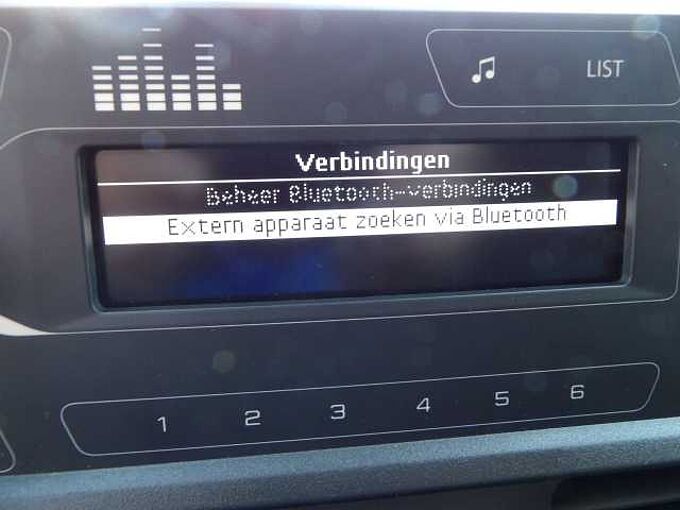 LIST
Verbindingen
Beheer Bluetooth-verbindingen
Extern apparaat zoeken via Bluetooth
1 2 3 4 5 6